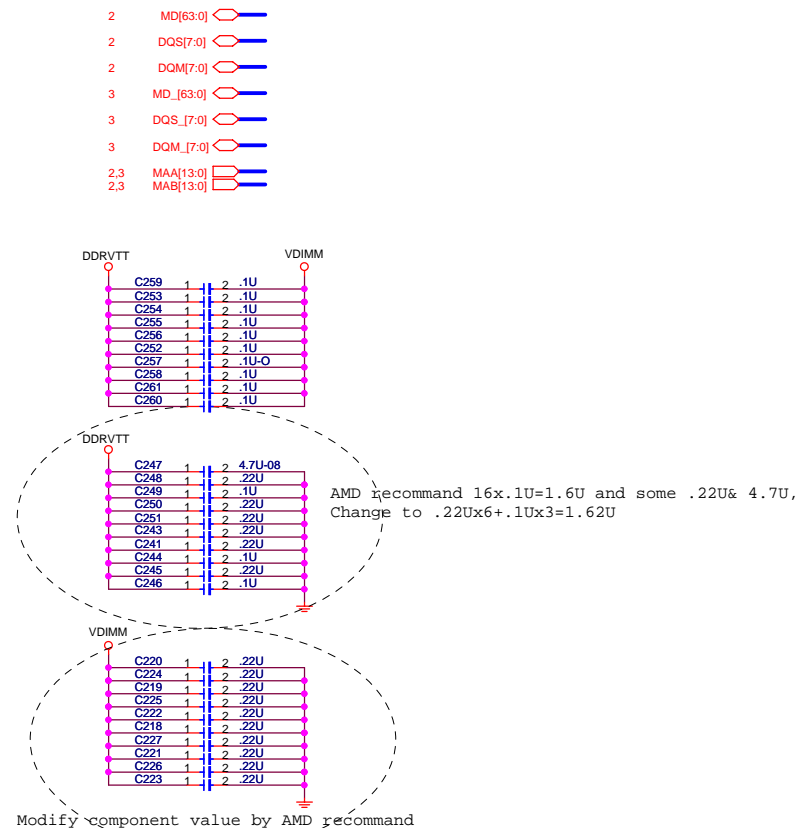 2 MD[63:0]
2 DQS[7:0]
2 DQM[7:0]
3 MD_[63:0]
3 DQS_[7:0]
3 DQM_[7:0]
2,3 MAA[13:0]
2,3 MAB[13:0]
DDRVTT VDIMM
C259 1 2 .1U
C253 1 2 .1U
C254 1 2 .1U
C255 1 2 .1U
C256 1 2 .1U
C252 1 2 .1U
C257 1 2 .1U-O
C258 1 2 .1U
C261 1 2 .1U
C260 1 2 .1U
DDRVTT
C247 1 2 4.7U-08
C248 1 2 .22U
C249 1 2 .1U
C250 1 2 .22U
C251 1 2 .22U
C243 1 2 .22U
C241 1 2 .22U
C244 1 2 .1U
C245 1 2 .22U
C246 1 2 .1U
AMD recommand 16x.1U=1.6U and some .22U& 4.7U,
Change to .22Ux6+.1Ux3=1.62U
VDIMM
C220 1 2 .22U
C224 1 2 .22U
C219 1 2 .22U
C225 1 2 .22U
C222 1 2 .22U
C218 1 2 .22U
C227 1 2 .22U
C221 1 2 .22U
C226 1 2 .22U
C223 1 2 .22U
Modify component value by AMD recommand